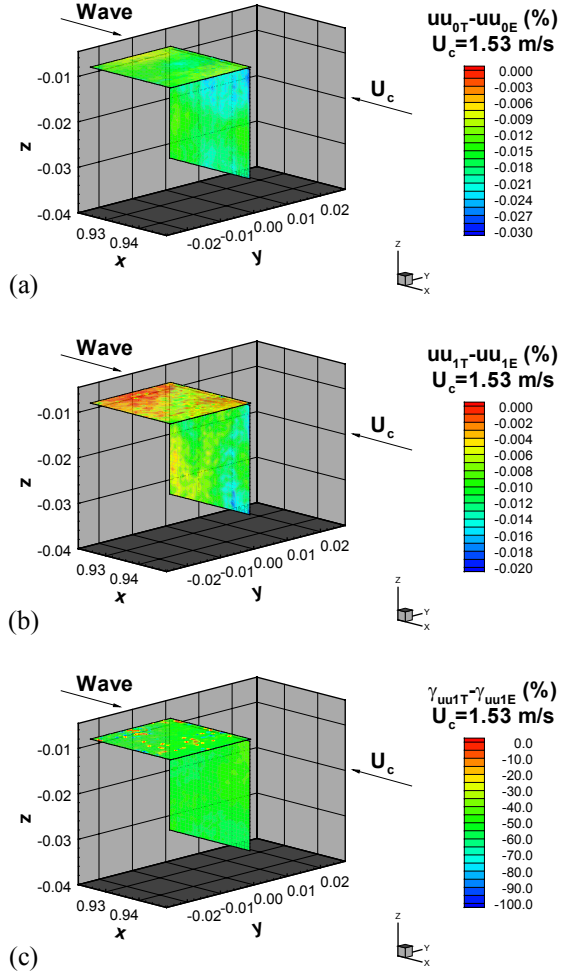 Wave
uu0T-uu0E (%)
Uc=1.53 m/s
0.000
-0.003
-0.006
-0.009
-0.012
-0.015
-0.018
-0.021
-0.024
-0.027
-0.030
Uc
-0.01
-0.02
-0.03
-0.04
z
0.93
0.94
x
-0.02
-0.01
0.00
0.01
0.02
y
Z
Y
X
(a)
Wave
uu1T-uu1E (%)
Uc=1.53 m/s
0.000
-0.002
-0.004
-0.006
-0.008
-0.010
-0.012
-0.014
-0.016
-0.018
-0.020
Uc
-0.01
-0.02
-0.03
-0.04
z
0.93
0.94
x
-0.02
-0.01
0.00
0.01
0.02
y
Z
Y
X
(b)
Wave
γuu1T-γuu1E (%)
Uc=1.53 m/s
0.0
-10.0
-20.0
-30.0
-40.0
-50.0
-60.0
-70.0
-80.0
-90.0
-100.0
Uc
-0.01
-0.02
-0.03
-0.04
z
0.93
0.94
x
-0.02
-0.01
0.00
0.01
0.02
y
Z
Y
X
(c)